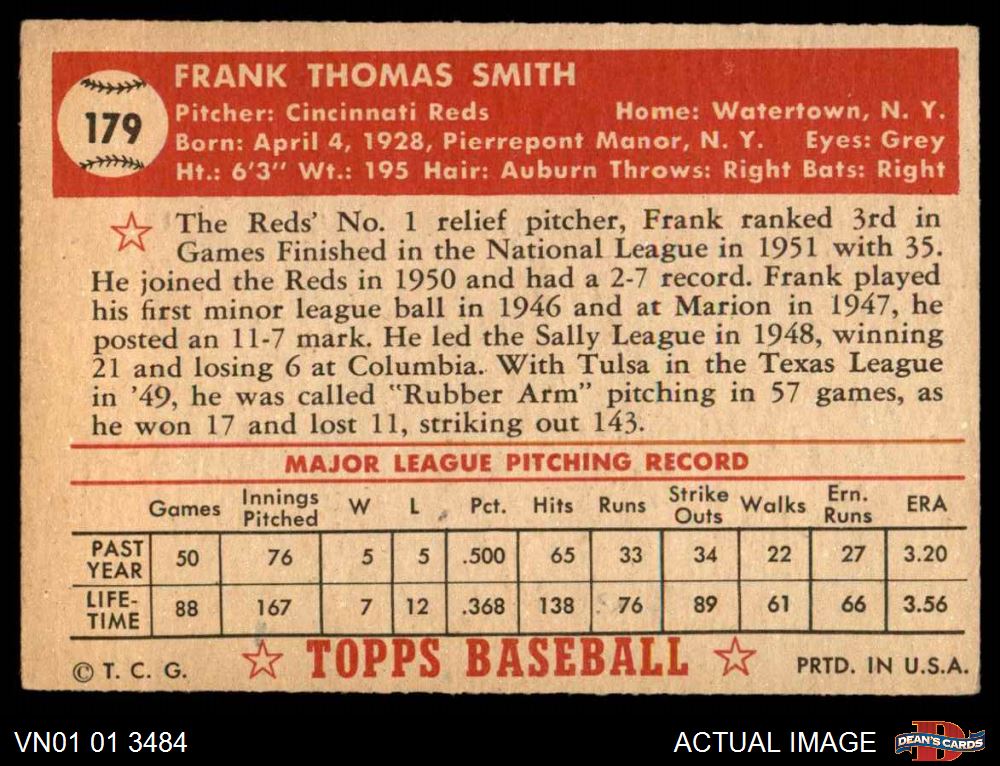 179
FRANK THOMAS SMITH
Pitcher: Cincinnati Reds Home: Watertown, N. Y.
Born: April 4, 1928, Pierrepont Manor, N. Y. Eyes: Grey
Ht.: 6'3" Wt.: 195 Hair: Auburn Throws: Right Bats: Right
The Reds' No. 1 relief pitcher, Frank ranked 3rd in
Games Finished in the National League in 1951 with 35.
He joined the Reds in 1950 and had a 2-7 record. Frank played
his first minor league ball in 1946 and at Marion in 1947, he
posted an 11-7 mark. He led the Sally League in 1948, winning
21 and losing 6 at Columbia. With Tulsa in the Texas League
in '49, he was called "Rubber Arm" pitching in 57 games, as
he won 17 and lost 11, striking out 143.
MAJOR LEAGUE PITCHING RECORD
Games Innings Pitched W L Pct. Hits Runs Strike Outs Walks Ern. Runs ERA
PAST YEAR 50 76 5 5 .500 65 33 34 22 27 3.20
LIFE-TIME 88 167 7 12 .368 138 76 89 61 66 3.56
© T. C. G. TOPPS BASEBALL PRTD. IN U.S.A.
VN01 01 3484 ACTUAL IMAGE DEAN'S CARDS